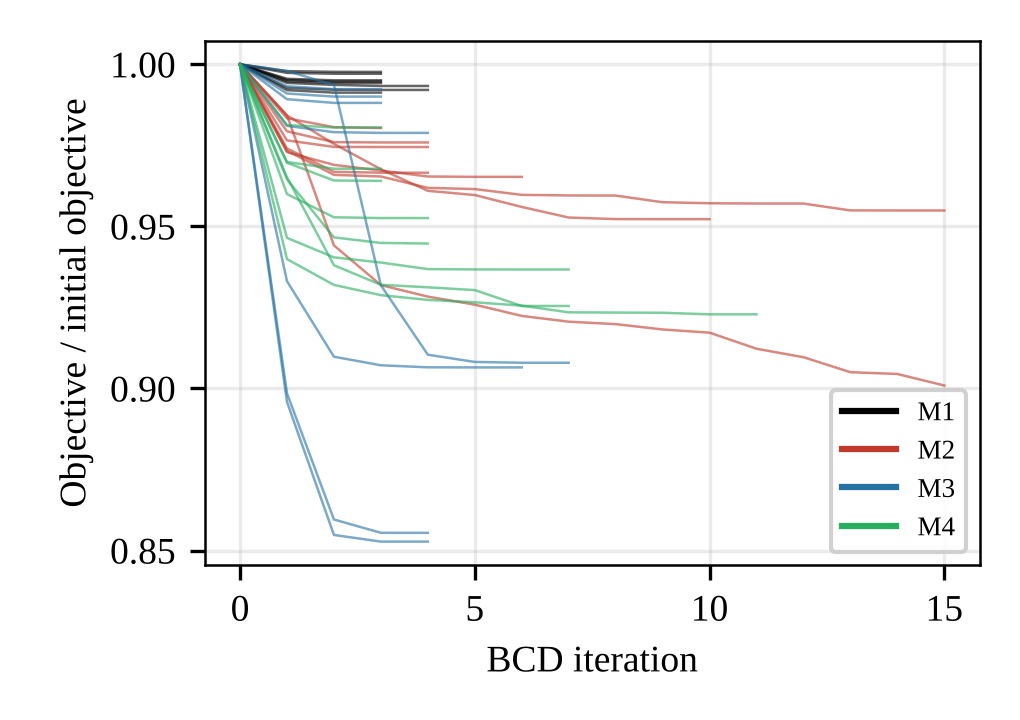 1.00
0.95
0.90
0.85
Objective / initial objective
0
5
10
15
BCD iteration
M1
M2
M3
M4